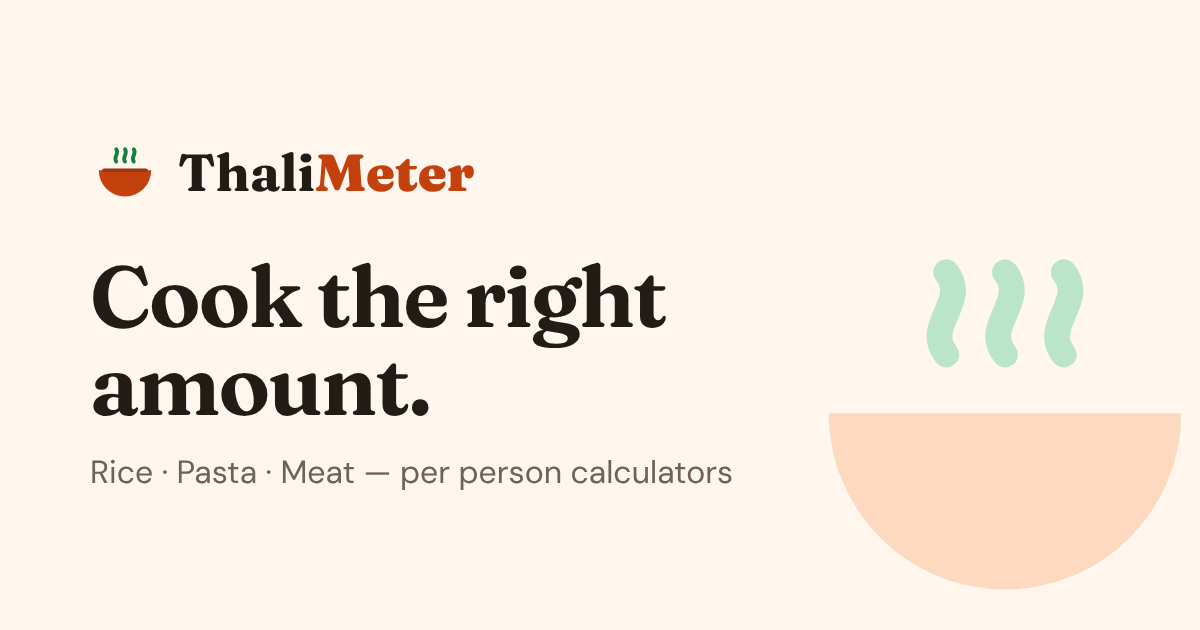 ThaliMeter
Cook the right
amount.
Rice · Pasta · Meat — per person calculators